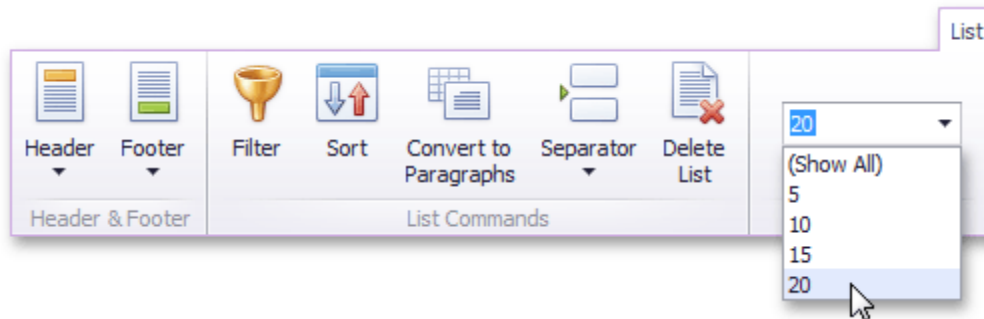 List
Header
Footer
Filter
Sort
Convert to
Paragraphs
Separator
Delete
List
Header & Footer
List Commands
20
(Show All)
5
10
15
20